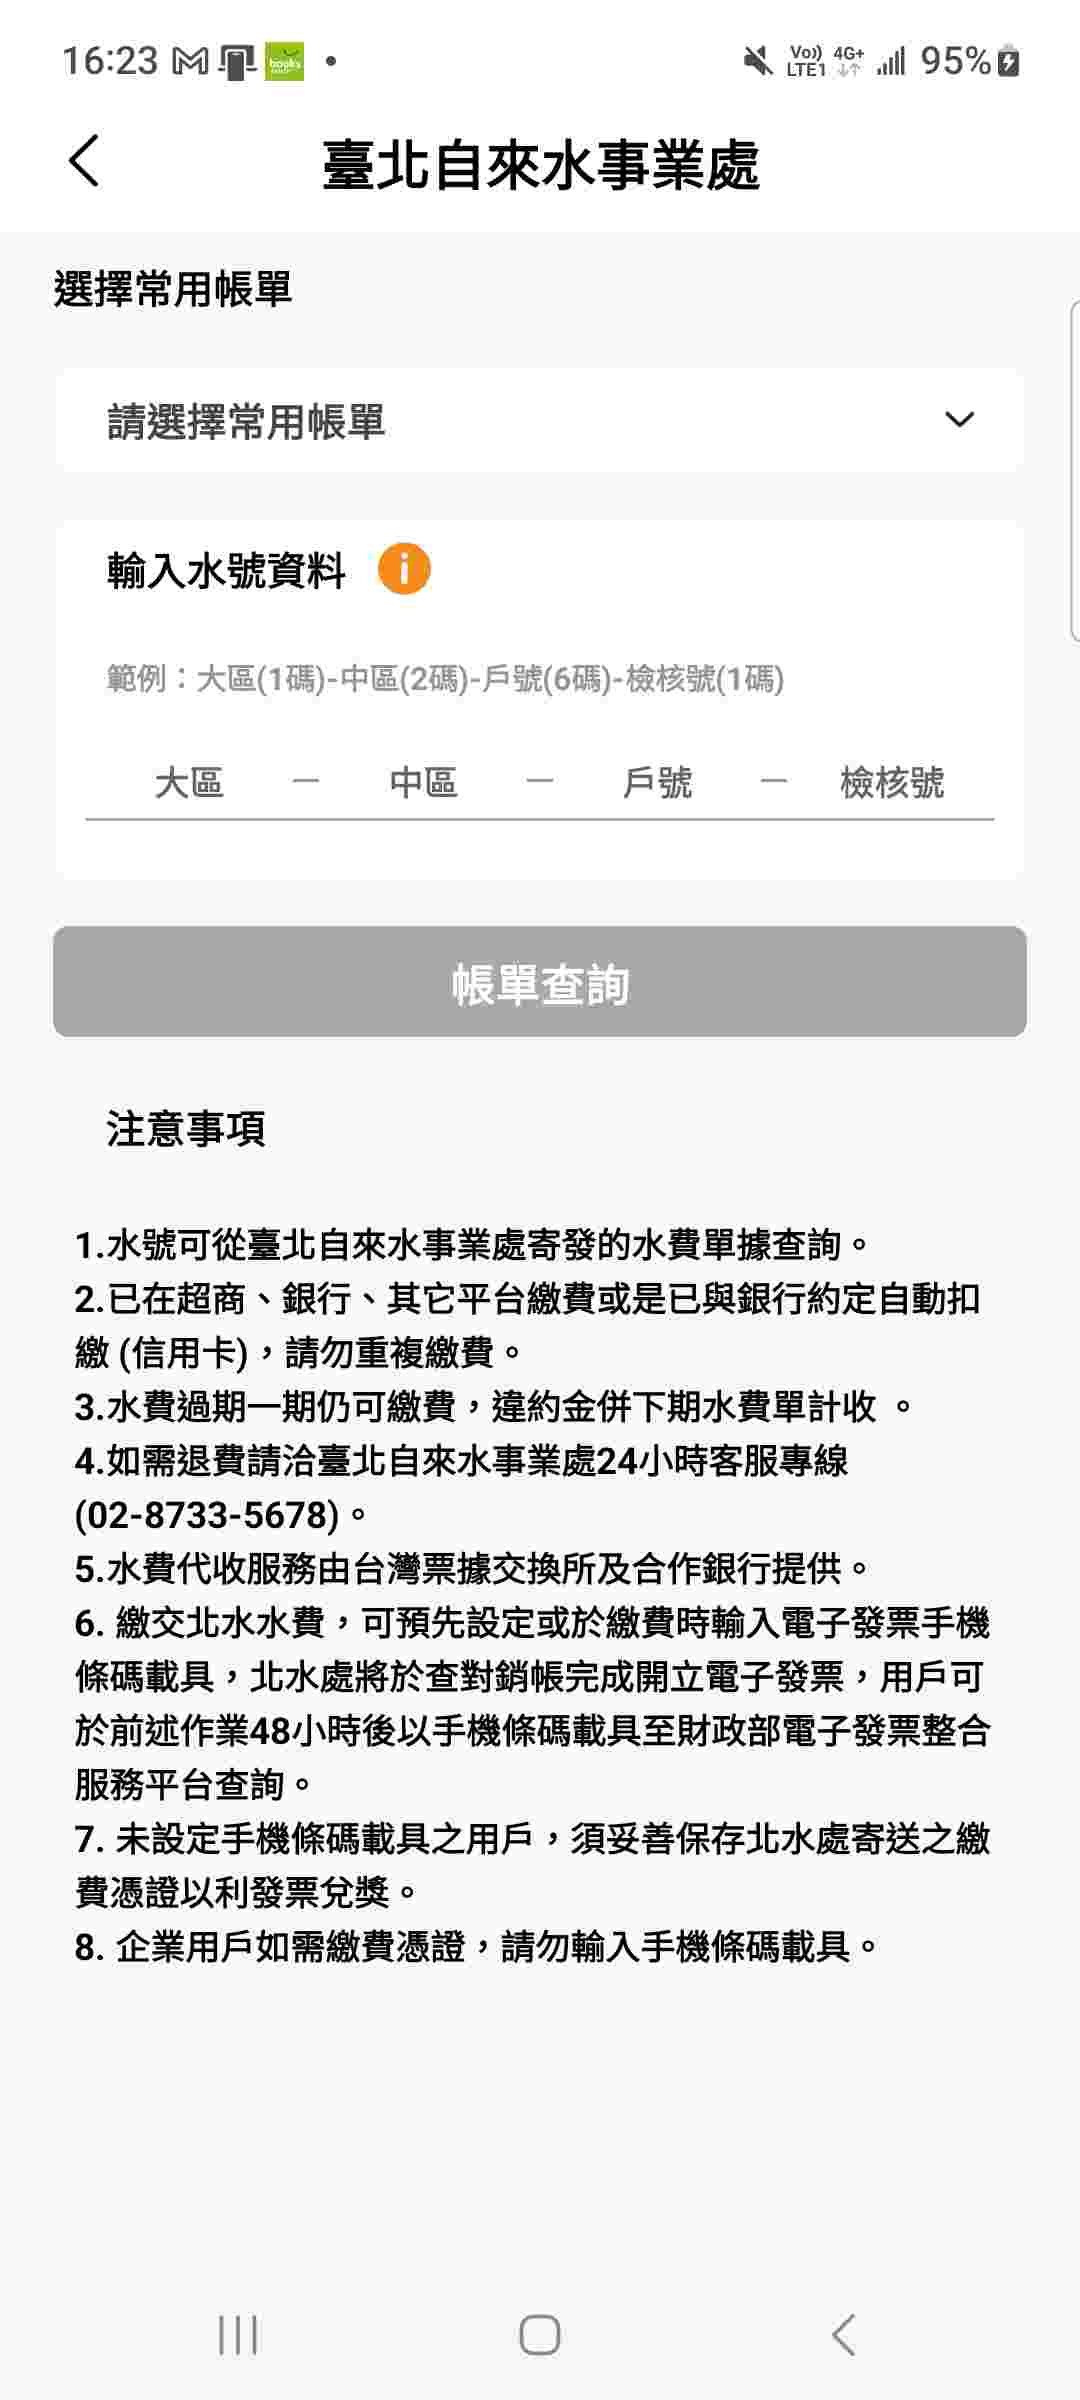 16:23
books
Vo))
LTE1
4G+
95%
臺北自來水事業處
選擇常用帳單
請選擇常用帳單
輸入水號資料
範例：大區(1碼)-中區(2碼)-戶號(6碼)-檢核號(1碼)
大區 — 中區 — 戶號 — 檢核號
帳單查詢
注意事項
1.水號可從臺北自來水事業處寄發的水費單據查詢。
2.已在超商、銀行、其它平台繳費或是已與銀行約定自動扣
繳 (信用卡)，請勿重複繳費。
3.水費過期一期仍可繳費，違約金併下期水費單計收 。
4.如需退費請洽臺北自來水事業處24小時客服專線
(02-8733-5678)。
5.水費代收服務由台灣票據交換所及合作銀行提供。
6. 繳交北水水費，可預先設定或於繳費時輸入電子發票手機
條碼載具，北水處將於查對銷帳完成開立電子發票，用戶可
於前述作業48小時後以手機條碼載具至財政部電子發票整合
服務平台查詢。
7. 未設定手機條碼載具之用戶，須妥善保存北水處寄送之繳
費憑證以利發票兌獎。
8. 企業用戶如需繳費憑證，請勿輸入手機條碼載具。